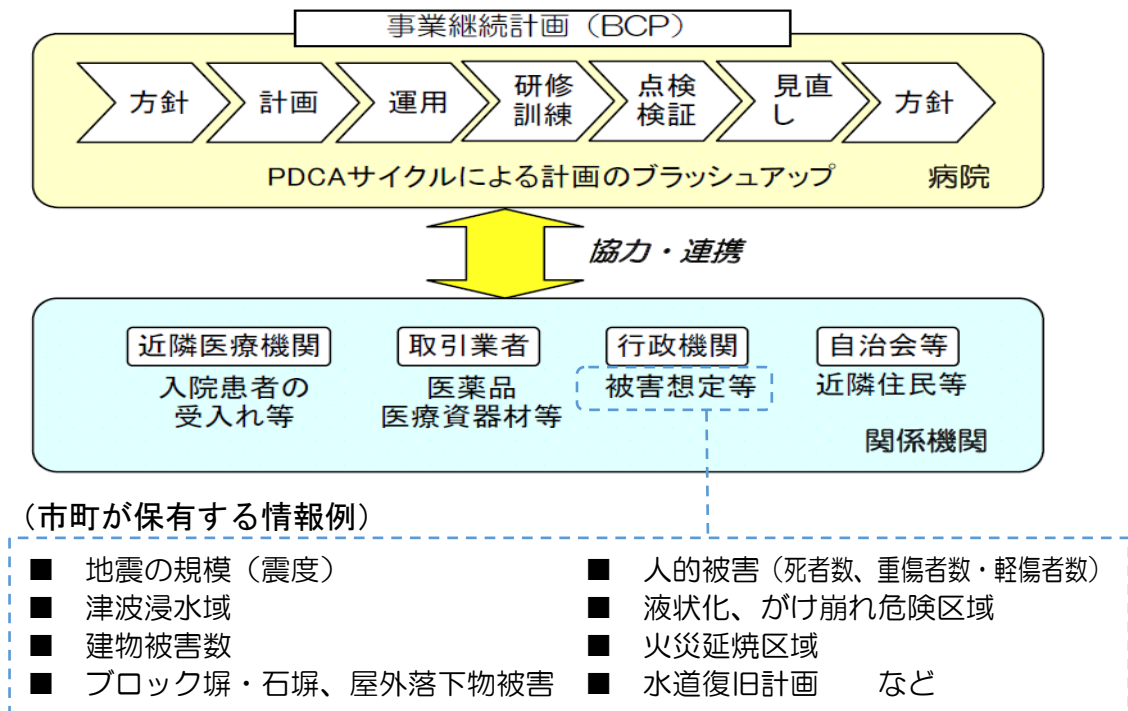 事業継続計画（BCP）
方針
計画
運用
研修
訓練
点検
検証
見直
し
方針
PDCAサイクルによる計画のブラッシュアップ
病院
協力・連携
近隣医療機関
入院患者の
受入れ等
取引業者
医薬品
医療資器材等
行政機関
被害想定等
自治会等
近隣住民等
関係機関
（市町が保有する情報例）
■ 地震の規模（震度）
■ 津波浸水域
■ 建物被害数
■ ブロック塀・石塀、屋外落下物被害
■ 人的被害（死者数、重傷者数・軽傷者数）
■ 液状化、がけ崩れ危険区域
■ 火災延焼区域
■ 水道復旧計画　　など